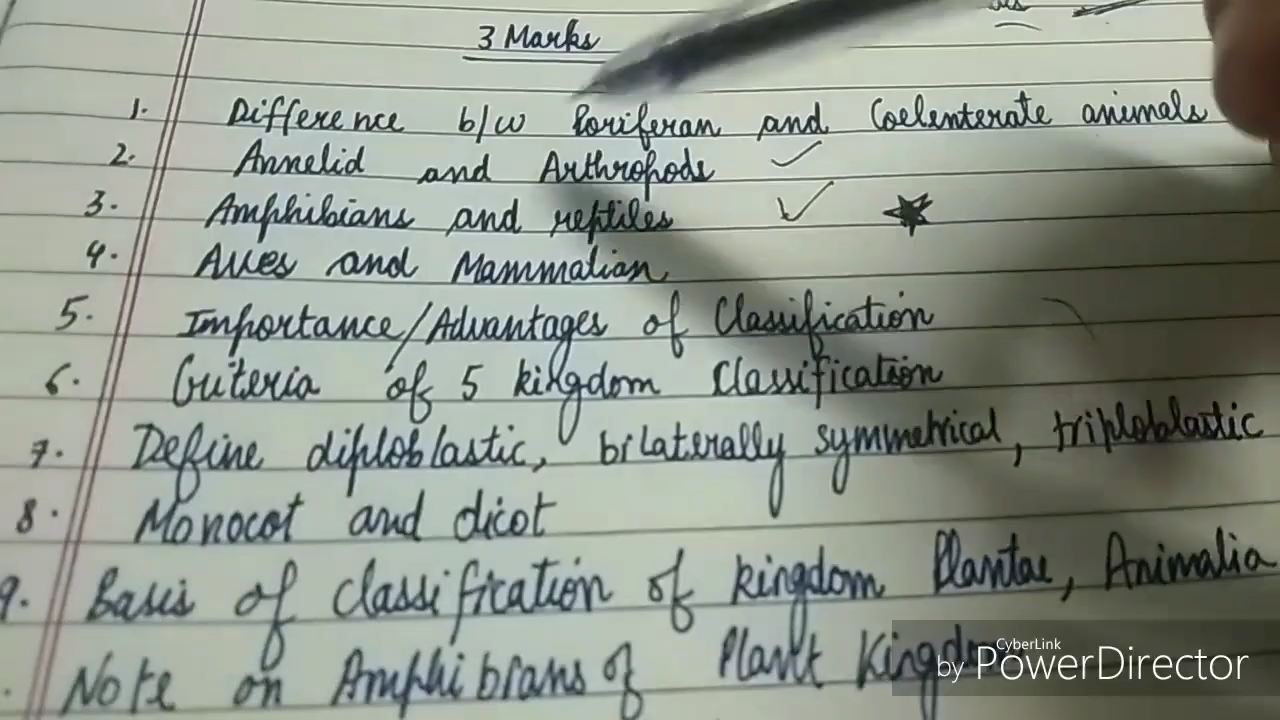 3 Marks
1. Difference b/w Poriferan and Coelenterate animals
2. Annelid and Arthropods
3. Amphibians and reptiles
4. Aves and Mammalian
5. Importance/Advantages of Classification
6. Criteria of 5 kingdom Classification
7. Define diploblastic, bilaterally symmetrical, triploblastic
8. Monocot and dicot
9. Basis of classification of kingdom Plantae, Animalia
Note on Amphibians of Plant Kingdom
CyberLink
by PowerDirector